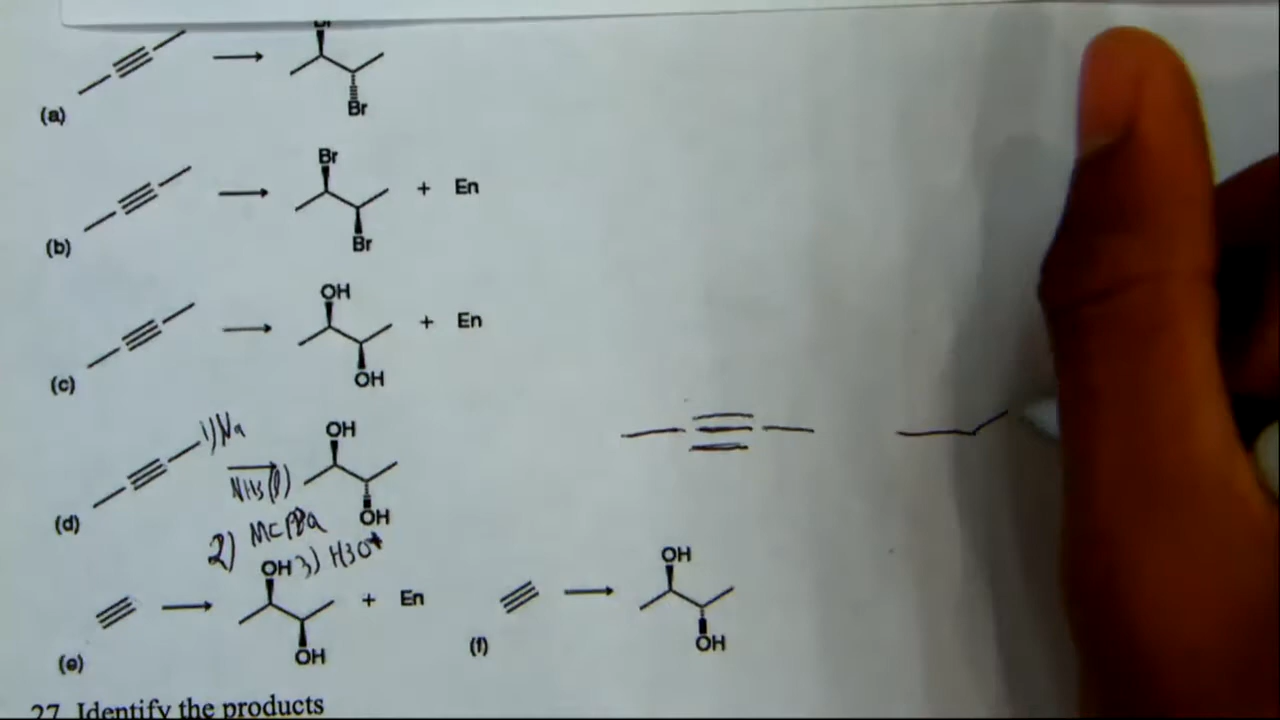 (a)
Br
(b)
Br
Br
+ En
(c)
OH
OH
+ En
(d)
1) Na
NH3(l)
2) MCPBa
3) H3O+
OH
OH
(e)
OH
OH
+ En
(f)
OH
OH
27. Identify the products